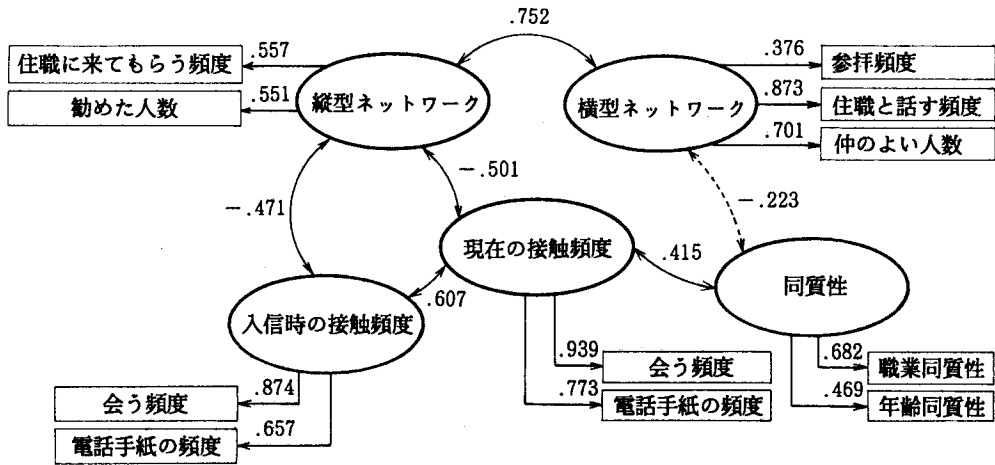 .752
.557
住職に来てもらう頻度
.551
勧めた人数
縦型ネットワーク
横型ネットワーク
.376
参拝頻度
.873
住職と話す頻度
.701
仲のよい人数
-.471
-.501
-.223
現在の接触頻度
.415
同質性
入信時の接触頻度
.607
.939
会う頻度
.773
電話手紙の頻度
.682
職業同質性
.469
年齢同質性
.874
会う頻度
.657
電話手紙の頻度